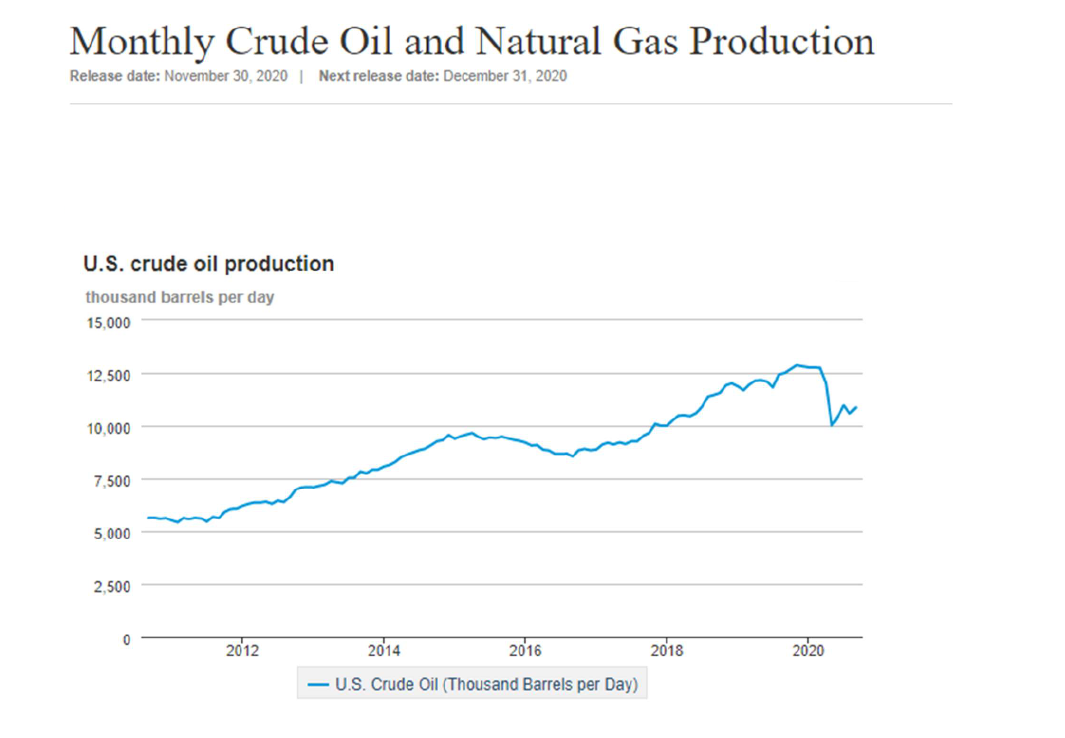 Monthly Crude Oil and Natural Gas Production
Release date: November 30, 2020 | Next release date: December 31, 2020
U.S. crude oil production
thousand barrels per day
15,000
12,500
10,000
7,500
5,000
2,500
0
2012 2014 2016 2018 2020
U.S. Crude Oil (Thousand Barrels per Day)